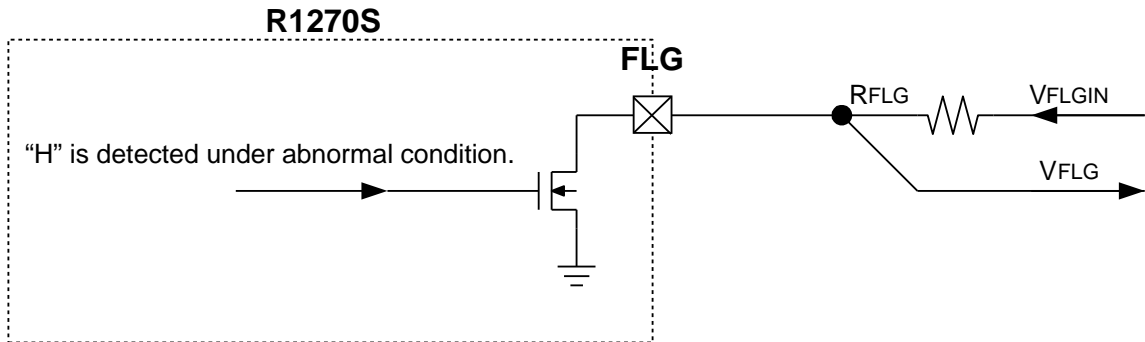 R1270S
FLG
RFLG
VFLGIN
“H” is detected under abnormal condition.
VFLG